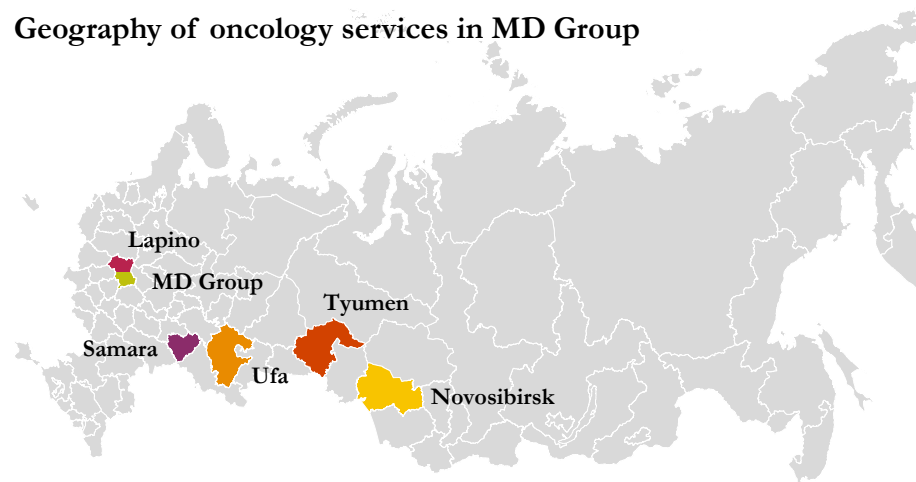 Geography of oncology services in MD Group
Lapino
MD Group
Tyumen
Samara
Ufa
Novosibirsk